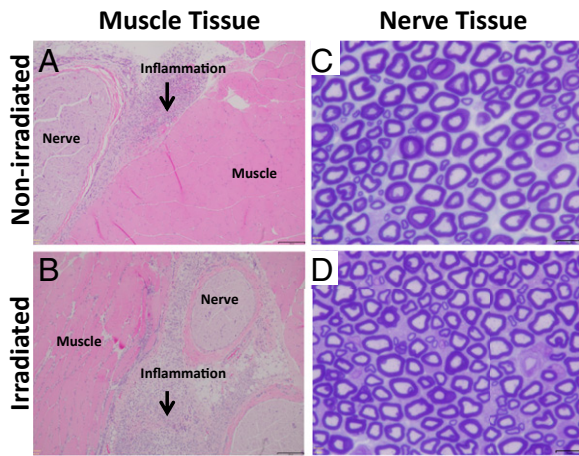 Muscle Tissue
Nerve Tissue
Non-irradiated
A
Inflammation
Nerve
Muscle
C
Irradiated
B
Nerve
Muscle
Inflammation
D